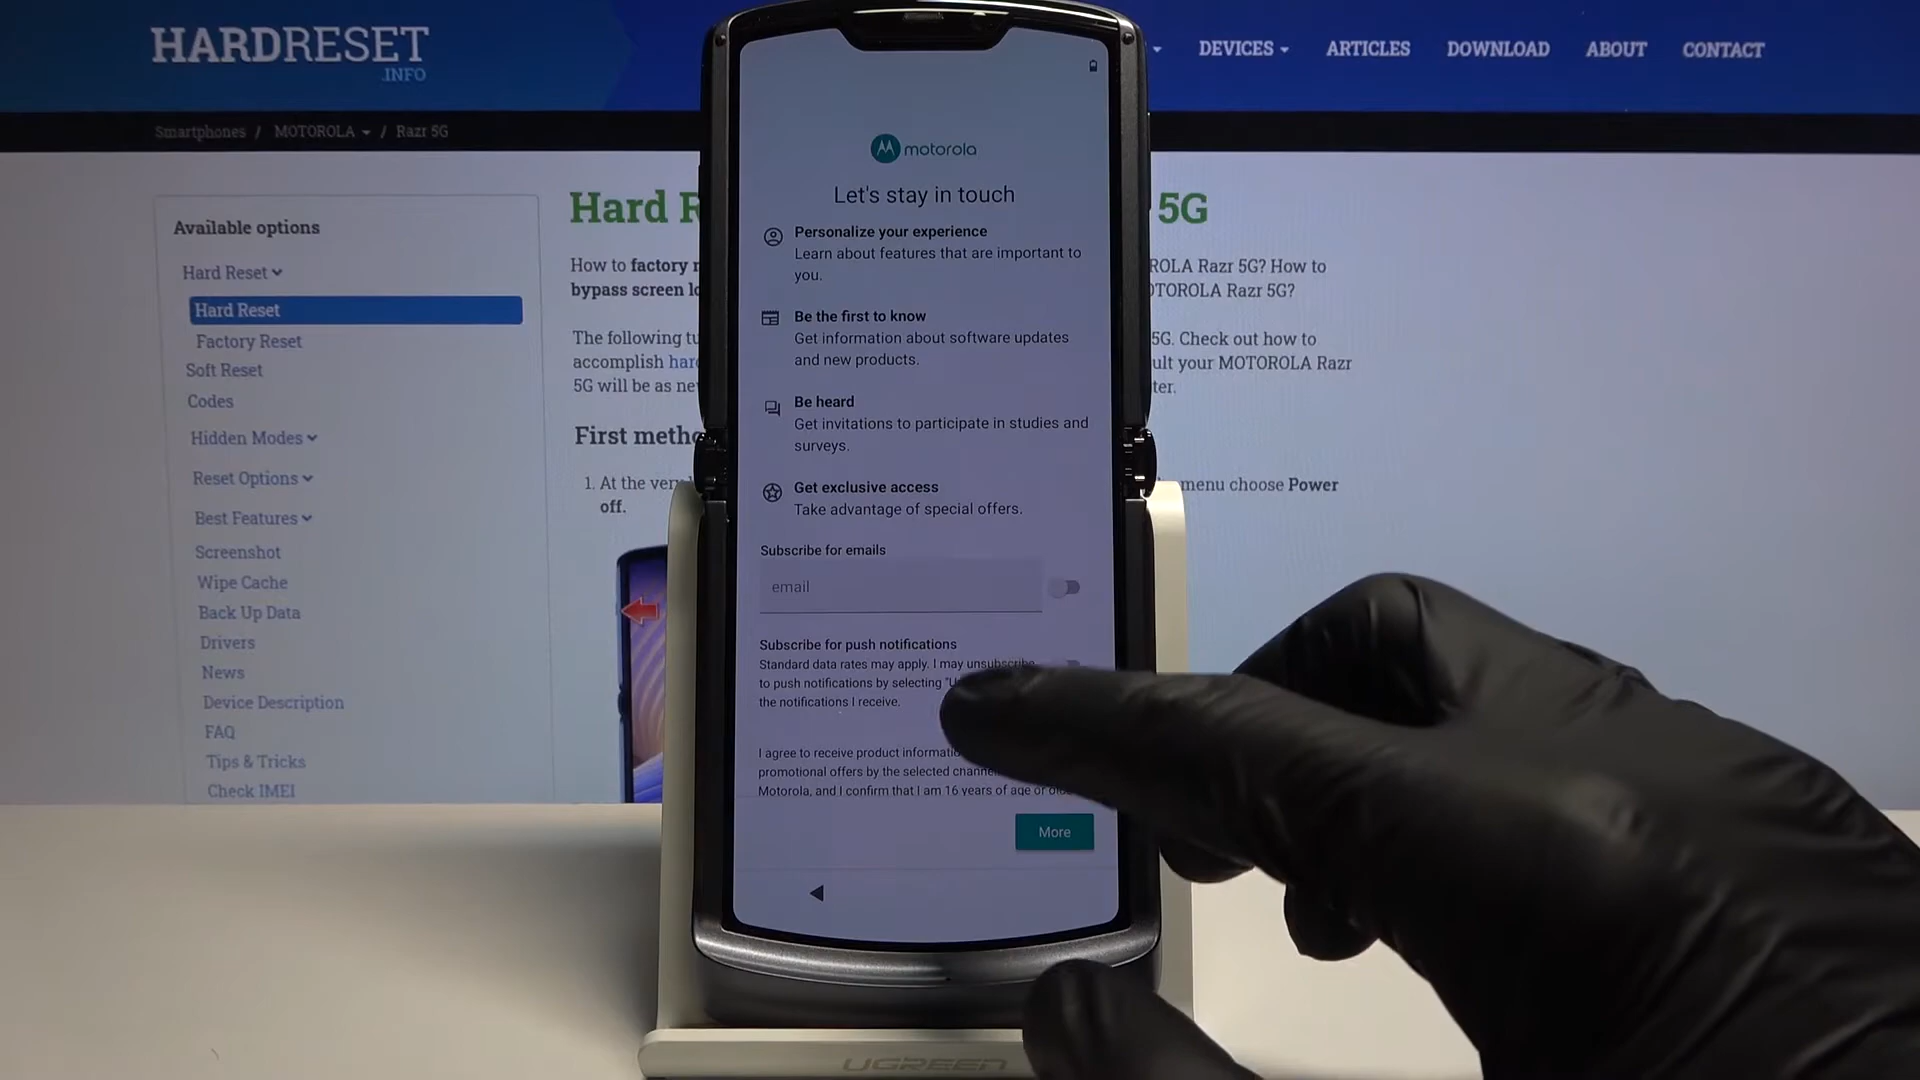 HARDRESET
.INFO
DEVICES
ARTICLES
DOWNLOAD
ABOUT
CONTACT
Smartphones / MOTOROLA / Razr 5G
Available options
Hard Reset
Hard Reset
Factory Reset
Soft Reset
Codes
Hidden Modes
Reset Options
Best Features
Screenshot
Wipe Cache
Back Up Data
Drivers
News
Device Description
FAQ
Tips & Tricks
Check IMEI
Hard 5G
How to factory ROLA Razr 5G? How to
bypass screen OTOROLA Razr 5G?
The following 5G. Check out how to
accomplish ult your MOTOROLA Razr
5G will be as ter.
First
1. At the menu choose Power
off.
motorola
Let's stay in touch
Personalize your experience
Learn about features that are important to
you.
Be the first to know
Get information about software updates
and new products.
Be heard
Get invitations to participate in studies and
surveys.
Get exclusive access
Take advantage of special offers.
Subscribe for emails
email
Subscribe for push notifications
Standard data rates may apply. I may unsubscribe
to push notifications by selecting
the notifications I receive.
I agree to receive product
promotional offers by the selected
Motorola, and I confirm that I am 16 years of age or
More
UGREEN